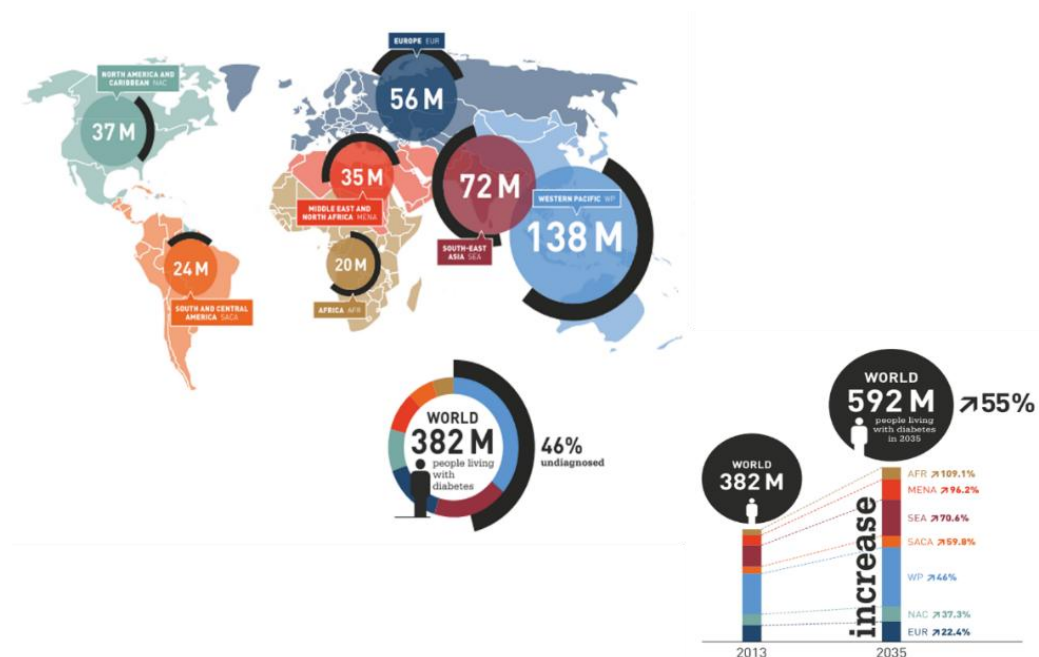 EUROPE EUR
56 M
NORTH AMERICA AND
CARIBBEAN NAC
37 M
35 M
MIDDLE EAST AND
NORTH AFRICA MENA
72 M
SOUTH-EAST
ASIA SEA
WESTERN PACIFIC WP
138 M
24 M
SOUTH AND CENTRAL
AMERICA SACA
20 M
AFRICA AFR
WORLD
382 M
people living
with
diabetes
46%
undiagnosed
WORLD
382 M
WORLD
592 M
people living
with diabetes
in 2035
↗55%
increase
AFR ↗109.1%
MENA ↗96.2%
SEA ↗70.6%
SACA ↗59.8%
WP ↗46%
NAC ↗37.3%
EUR ↗22.4%
2013
2035